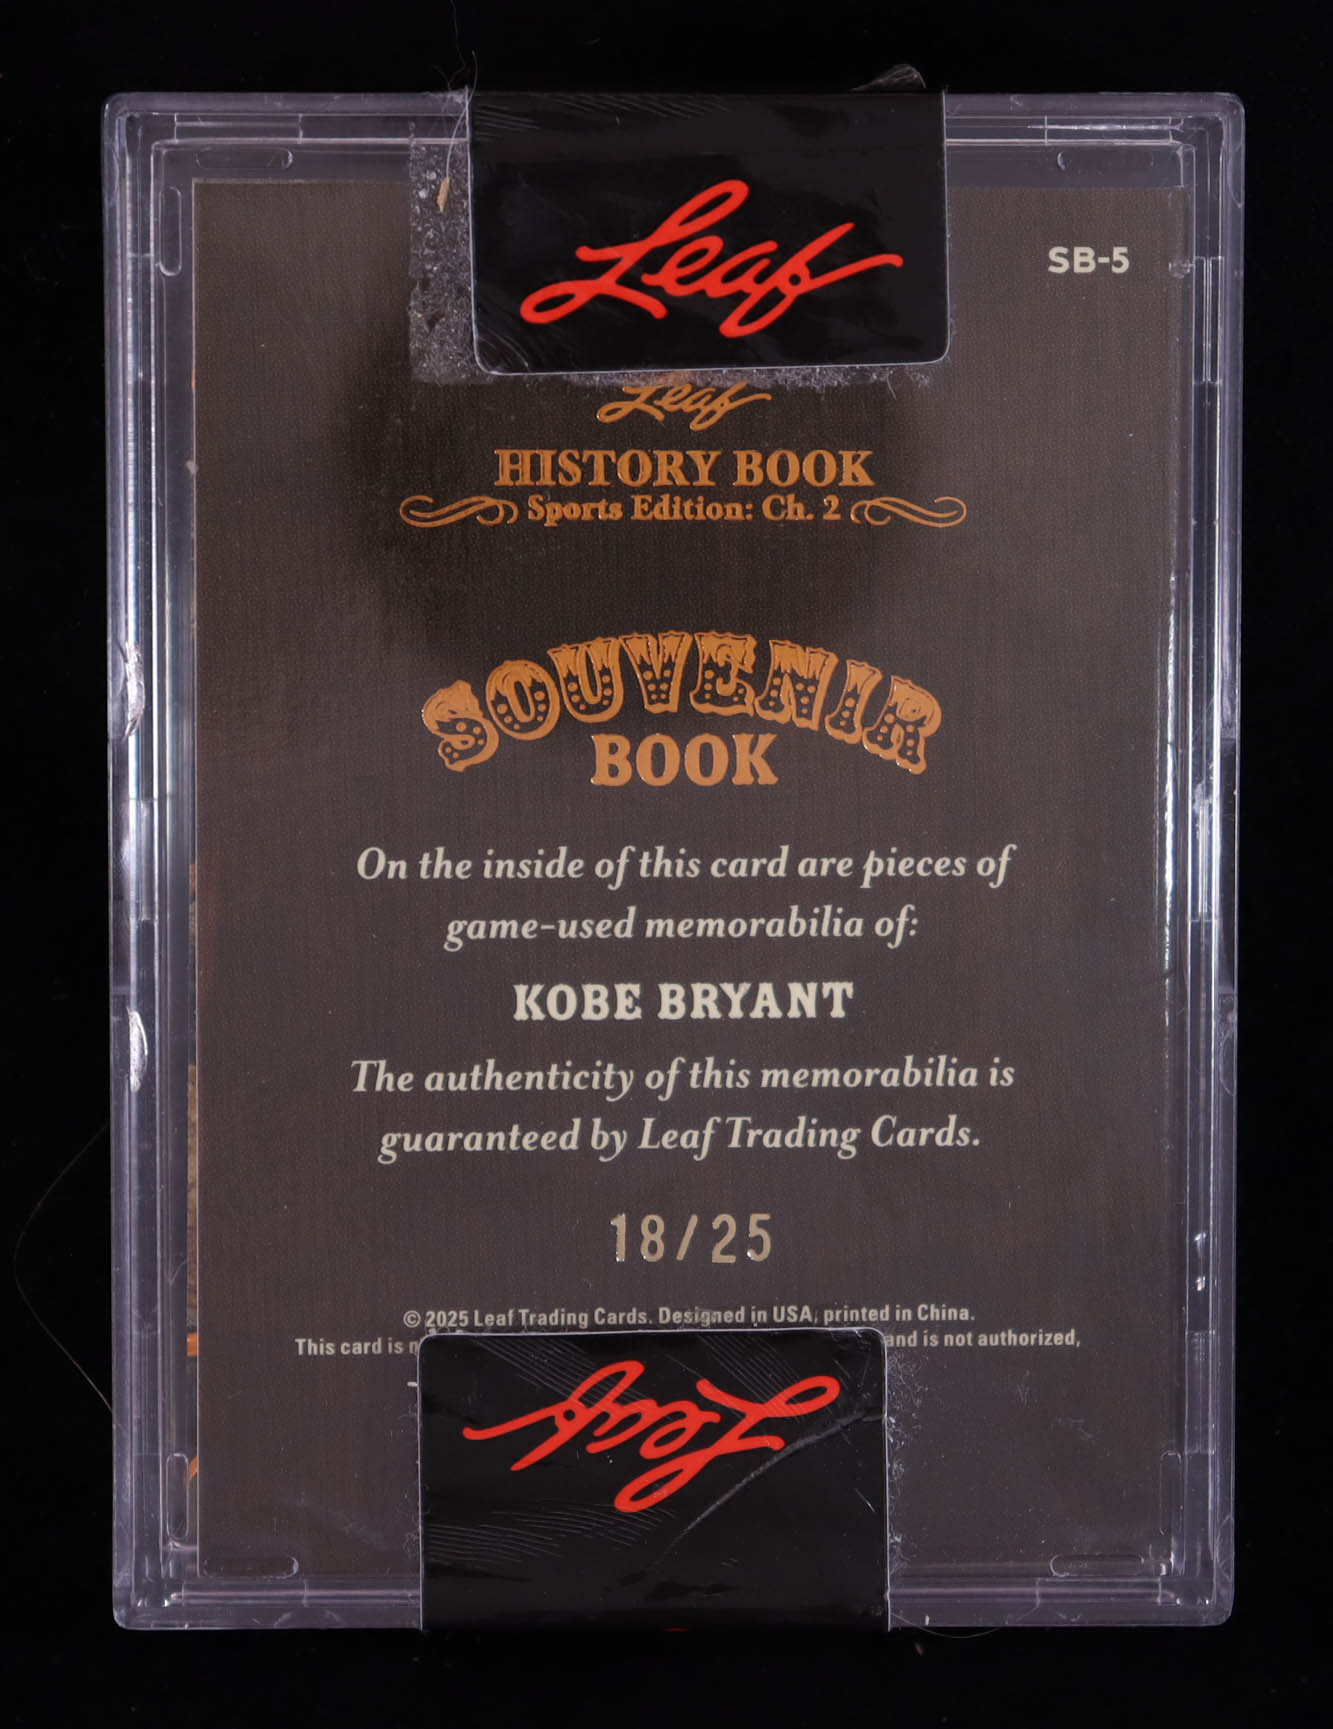 Leaf
SB-5
Leaf
HISTORY BOOK
Sports Edition: Ch. 2
SOUVENIR
BOOK
On the inside of this card are pieces of
game-used memorabilia of:
KOBE BRYANT
The authenticity of this memorabilia is
guaranteed by Leaf Trading Cards.
18/25
© 2025 Leaf Trading Cards. Designed in USA, printed in China.
This card is and is not authorized,
Leaf